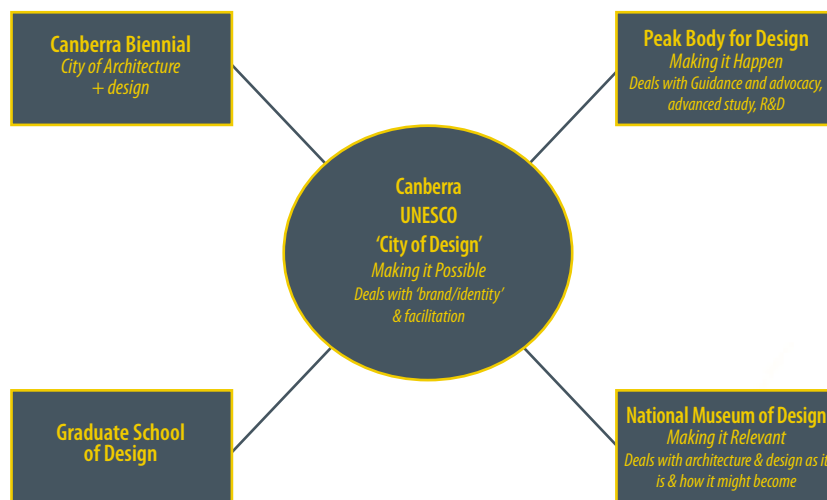 Canberra Biennial
City of Architecture
+ design
Peak Body for Design
Making it Happen
Deals with Guidance and advocacy,
advanced study, R&D
Canberra
UNESCO
‘City of Design’
Making it Possible
Deals with ‘brand/identity’
& facilitation
Graduate School
of Design
National Museum of Design
Making it Relevant
Deals with architecture & design as it
is & how it might become